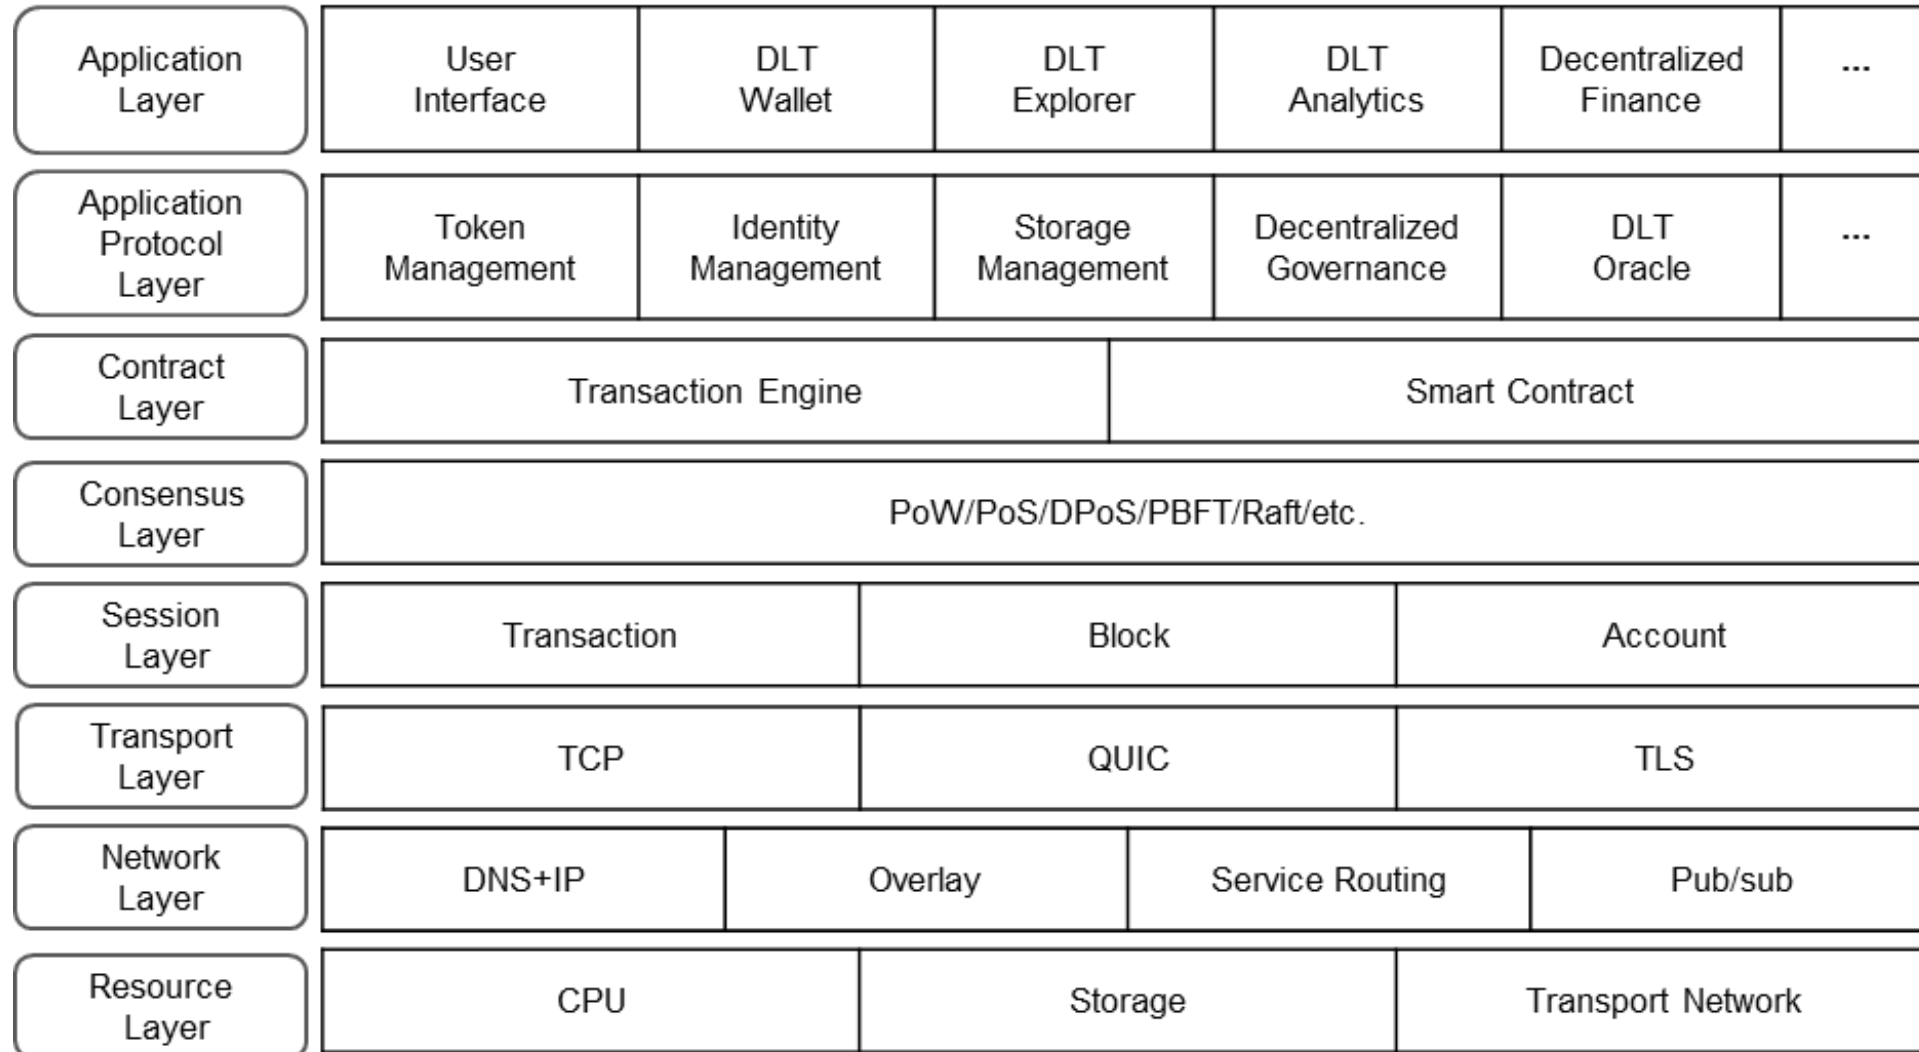 Application
Layer
User
Interface
DLT
Wallet
DLT
Explorer
DLT
Analytics
Decentralized
Finance
...
Application
Protocol
Layer
Token
Management
Identity
Management
Storage
Management
Decentralized
Governance
DLT
Oracle
...
Contract
Layer
Transaction Engine
Smart Contract
Consensus
Layer
PoW/PoS/DPoS/PBFT/Raft/etc.
Session
Layer
Transaction
Block
Account
Transport
Layer
TCP
QUIC
TLS
Network
Layer
DNS+IP
Overlay
Service Routing
Pub/sub
Resource
Layer
CPU
Storage
Transport Network